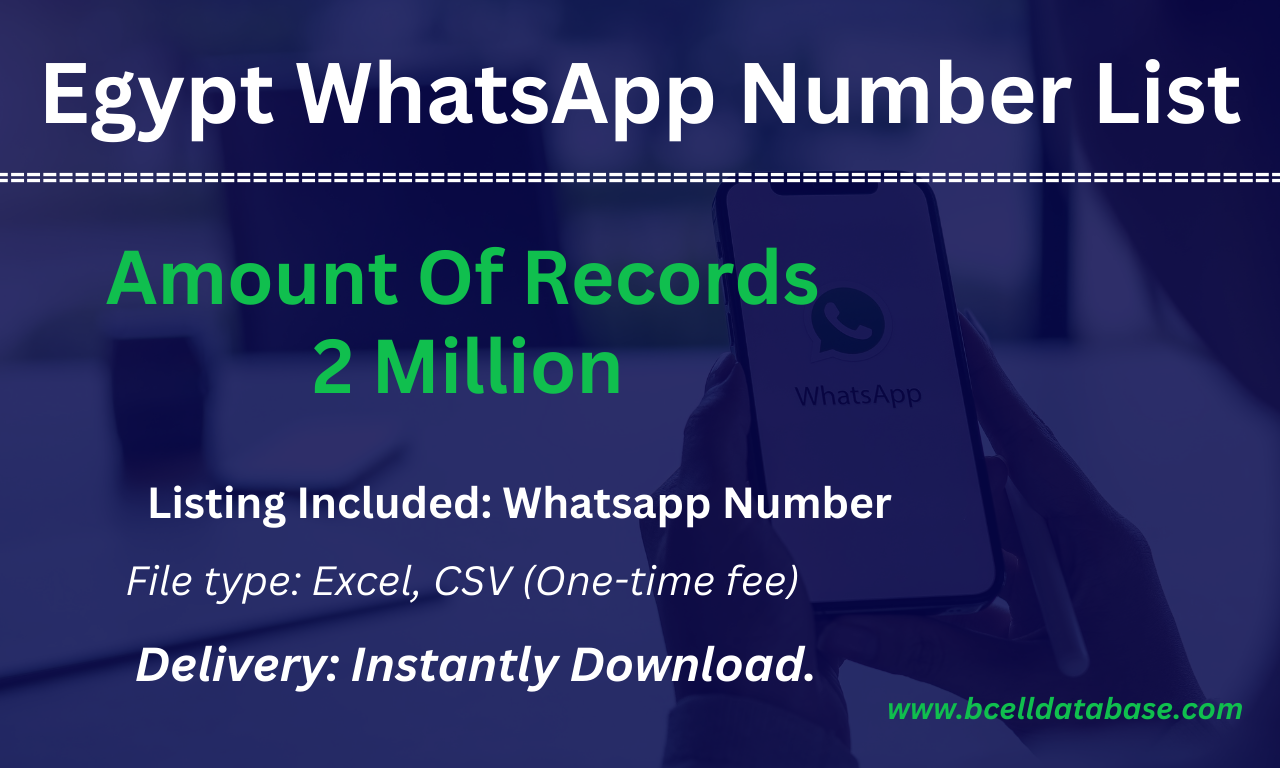 Egypt WhatsApp Number List
==================================================================================
Amount Of Records
2 Million
WhatsApp
Listing Included: Whatsapp Number
File type: Excel, CSV (One-time fee)
Delivery: Instantly Download.
www.bcelldatabase.com